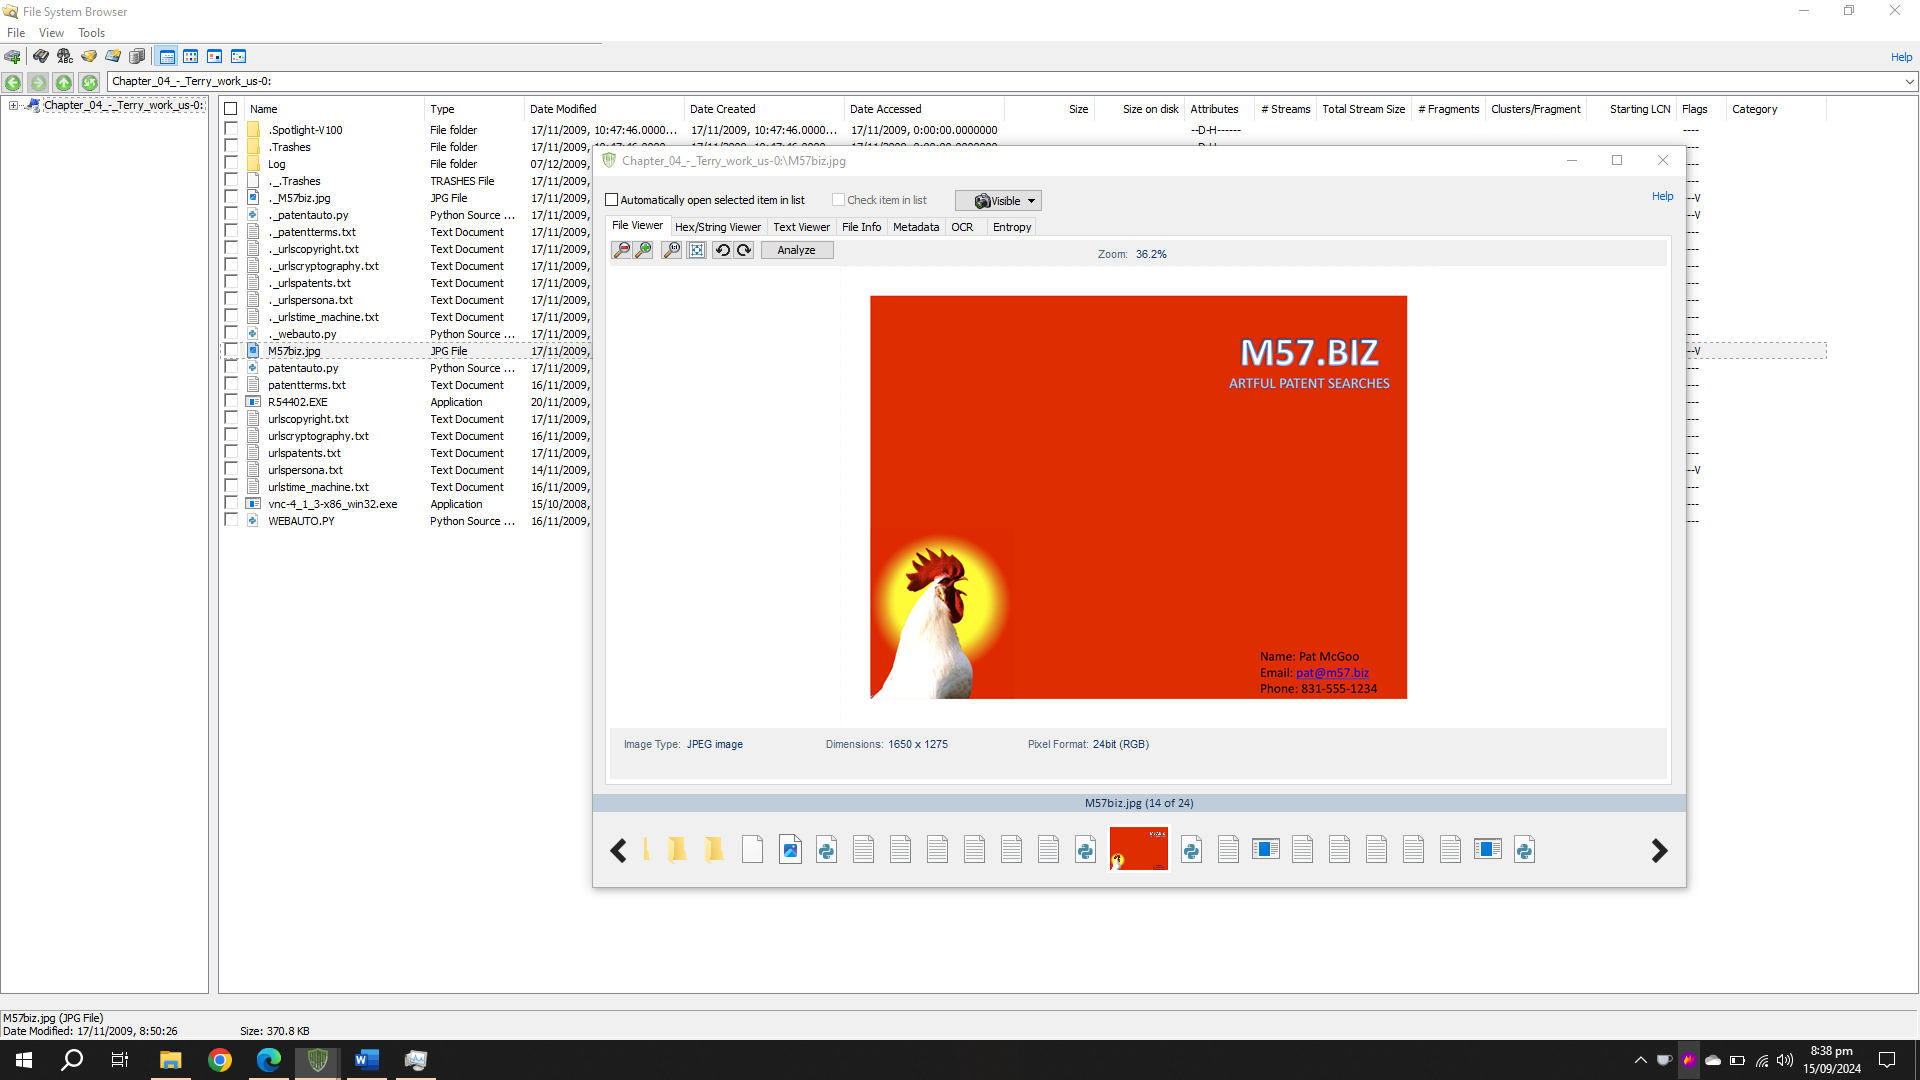 File System Browser
File View Tools
Help
Chapter_04_-_Terry_work_us-0:
Chapter_04_-_Terry_work_us-0:
Name Type Date Modified Date Created Date Accessed Size Size on disk Attributes # Streams Total Stream Size # Fragments Clusters/Fragment Starting LCN Flags Category
.Spotlight-V100 File folder 17/11/2009, 10:47:46.0000... 17/11/2009, 10:47:46.0000... 17/11/2009, 0:00:00.0000000 --D-H------ ----
.Trashes File folder 17/11/2009, ----
Log File folder 07/12/2009, ----
._.Trashes TRASHES File 17/11/2009, ----
._M57biz.jpg JPG File 17/11/2009, --V
._patentauto.py Python Source ... 17/11/2009, --V
._patentterms.txt Text Document 17/11/2009, ----
._urlscopyright.txt Text Document 17/11/2009, ----
._urlscryptography.txt Text Document 17/11/2009, ----
._urlspatents.txt Text Document 17/11/2009, ----
._urlspersona.txt Text Document 17/11/2009, ----
._urlstime_machine.txt Text Document 17/11/2009, ----
._webauto.py Python Source ... 17/11/2009, ----
M57biz.jpg JPG File 17/11/2009, --V
patentauto.py Python Source ... 17/11/2009, ----
patentterms.txt Text Document 16/11/2009, ----
R54402.EXE Application 20/11/2009, ----
urlscopyright.txt Text Document 17/11/2009, ----
urlscryptography.txt Text Document 16/11/2009, ----
urlspatents.txt Text Document 17/11/2009, ----
urlspersona.txt Text Document 14/11/2009, --V
urlstime_machine.txt Text Document 16/11/2009, ----
vnc-4_1_3-x86_win32.exe Application 15/10/2008, ----
WEBAUTO.PY Python Source ... 16/11/2009, ----
Chapter_04_-_Terry_work_us-0:\M57biz.jpg
Automatically open selected item in list Check item in list Visible Help
File Viewer Hex/String Viewer Text Viewer File Info Metadata OCR Entropy
Analyze Zoom: 36.2%
M57.BIZ
ARTFUL PATENT SEARCHES
Name: Pat McGoo
Email: pat@m57.biz
Phone: 831-555-1234
Image Type: JPEG image Dimensions: 1650 x 1275 Pixel Format: 24bit (RGB)
M57biz.jpg (14 of 24)
M57biz.jpg (JPG File)
Date Modified: 17/11/2009, 8:50:26 Size: 370.8 KB
8:38 pm
15/09/2024